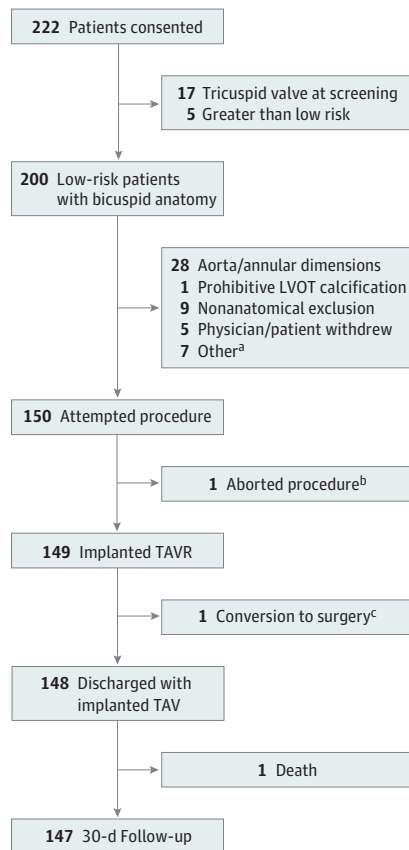 222 Patients consented
17 Tricuspid valve at screening
5 Greater than low risk
200 Low-risk patients
with bicuspid anatomy
28 Aorta/annular dimensions
1 Prohibitive LVOT calcification
9 Nonanatomical exclusion
5 Physician/patient withdrew
7 Otherᵃ
150 Attempted procedure
1 Aborted procedureᵇ
149 Implanted TAVR
1 Conversion to surgeryᶜ
148 Discharged with
implanted TAV
1 Death
147 30-d Follow-up